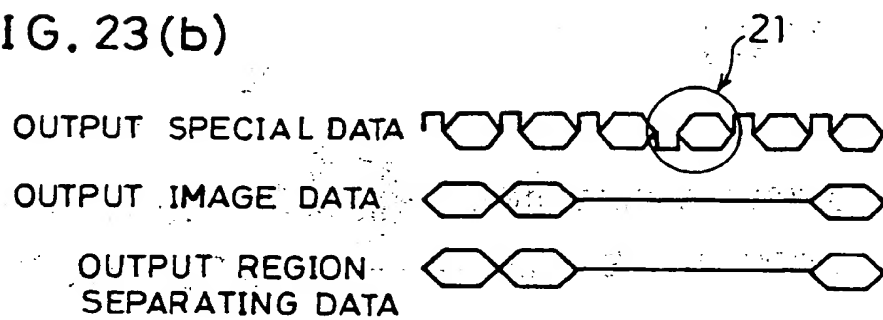 IG. 23(b)
21
OUTPUT SPECIAL DATA
OUTPUT IMAGE DATA
OUTPUT REGION
SEPARATING DATA